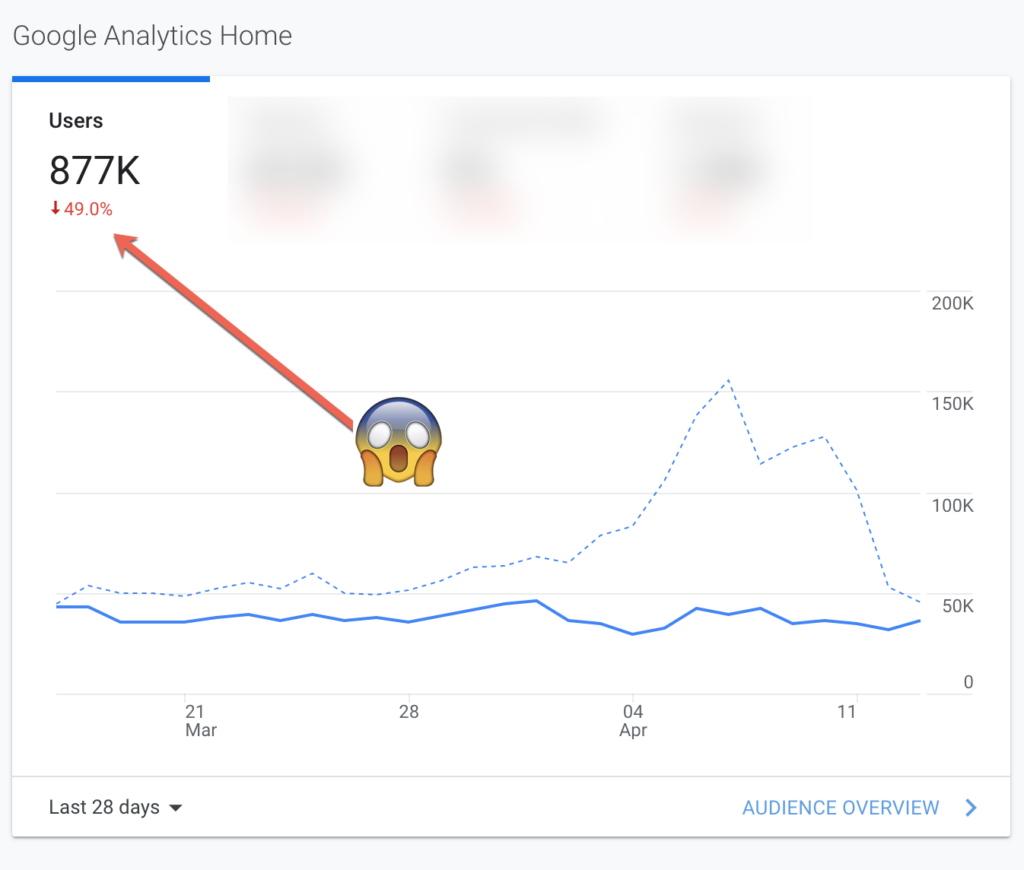 Google Analytics Home
Users
877K
49.0%
200K
150K
100K
50K
0
21 28 04 11
Mar Apr
Last 28 days AUDIENCE OVERVIEW